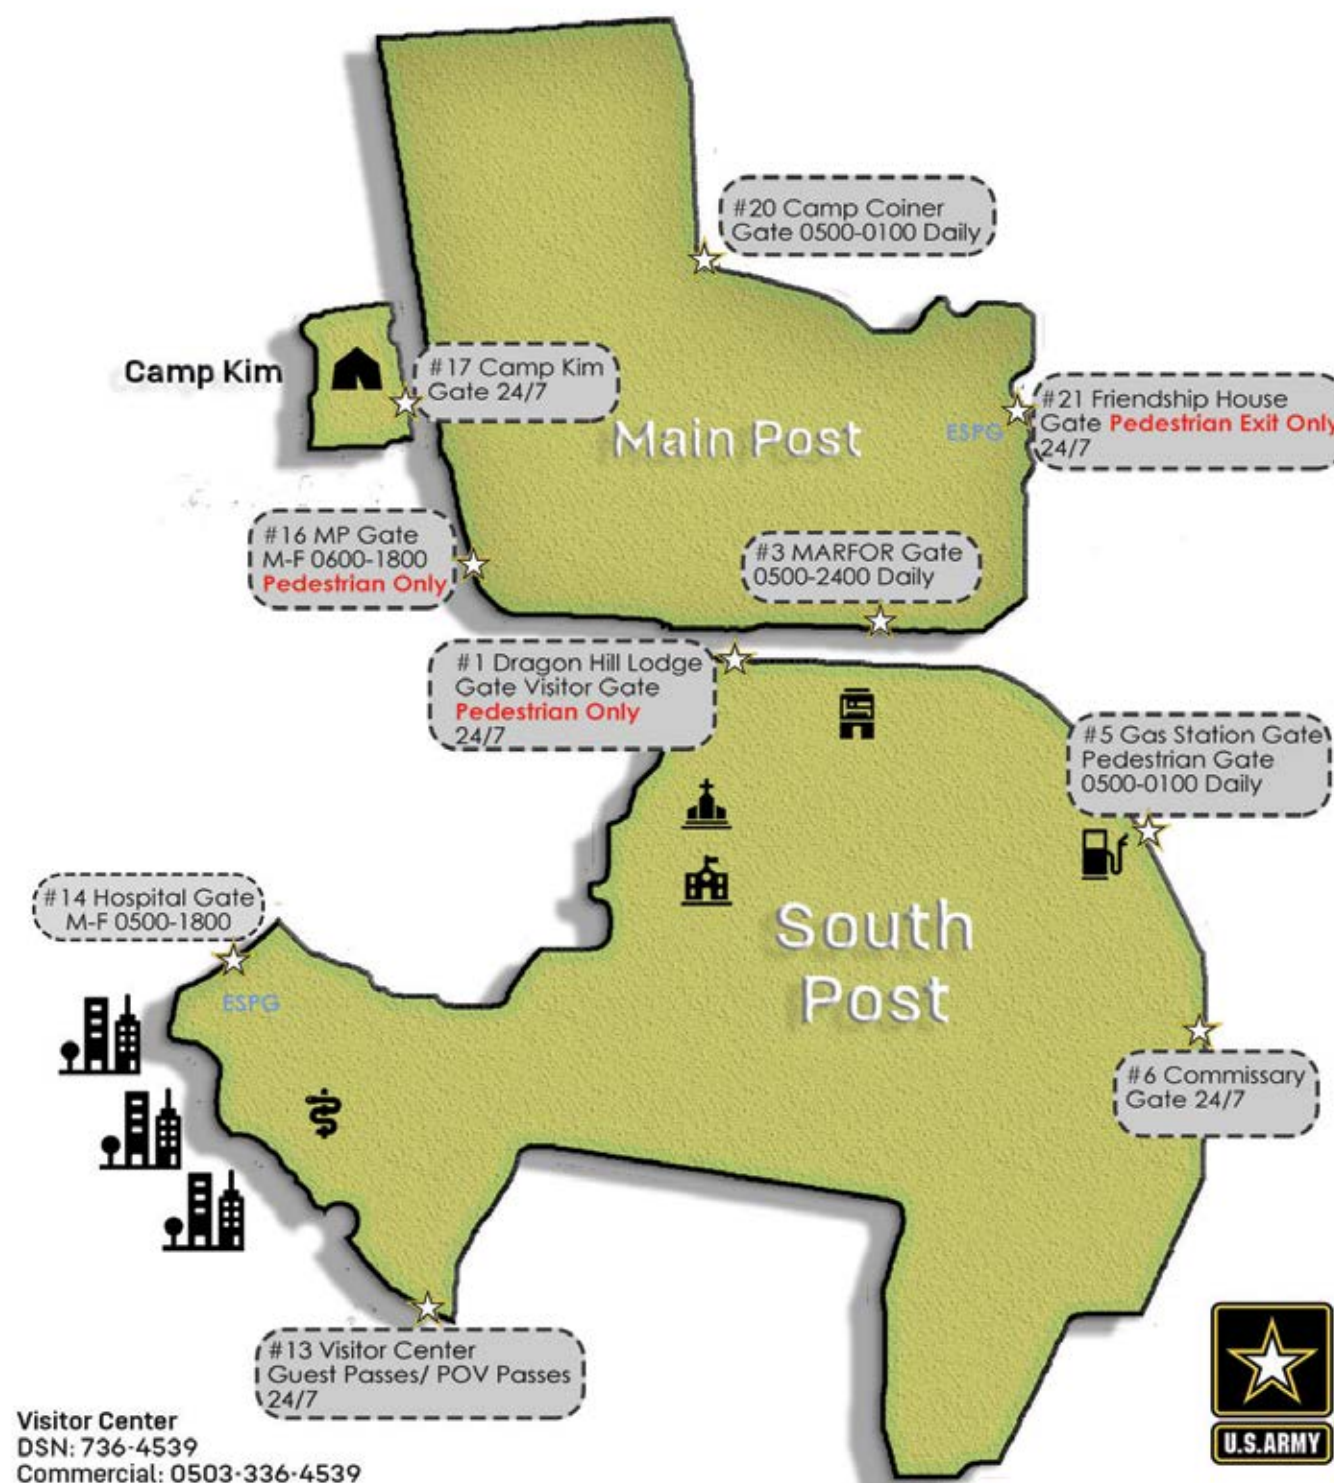 #20 Camp Coiner
Gate 0500-0100 Daily
Camp Kim
#17 Camp Kim
Gate 24/7
Main Post
ESPG
#21 Friendship House
Gate Pedestrian Exit Only
24/7
#16 MP Gate
M-F 0600-1800
Pedestrian Only
#3 MARFOR Gate
0500-2400 Daily
#1 Dragon Hill Lodge
Gate Visitor Gate
Pedestrian Only
24/7
#5 Gas Station Gate
Pedestrian Gate
0500-0100 Daily
#14 Hospital Gate
M-F 0500-1800
ESPG
South
Post
#6 Commissary
Gate 24/7
#13 Visitor Center
Guest Passes/ POV Passes
24/7
Visitor Center
DSN: 736-4539
Commercial: 0503-336-4539
U.S.ARMY